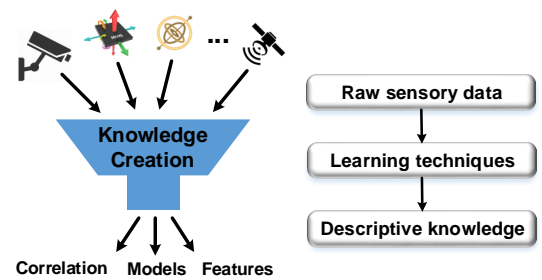 ...
Knowledge
Creation
Correlation Models Features
Raw sensory data
Learning techniques
Descriptive knowledge